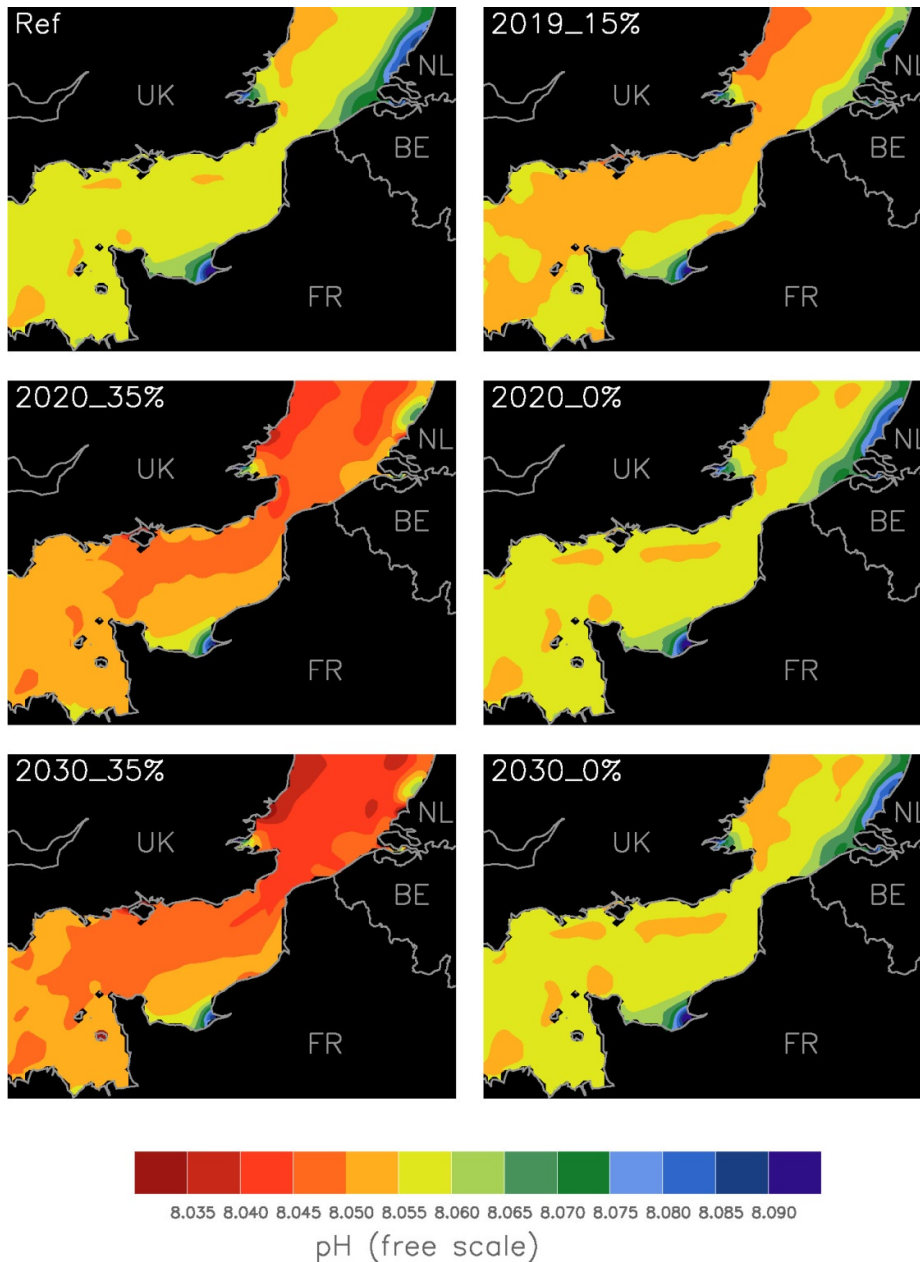 Ref
UK
NL
BE
FR
2019_15%
UK
NL
BE
FR
2020_35%
UK
NL
BE
FR
2020_0%
UK
NL
BE
FR
2030_35%
UK
NL
BE
FR
2030_0%
UK
NL
BE
FR
8.035 8.040 8.045 8.050 8.055 8.060 8.065 8.070 8.075 8.080 8.085 8.090
pH (free scale)